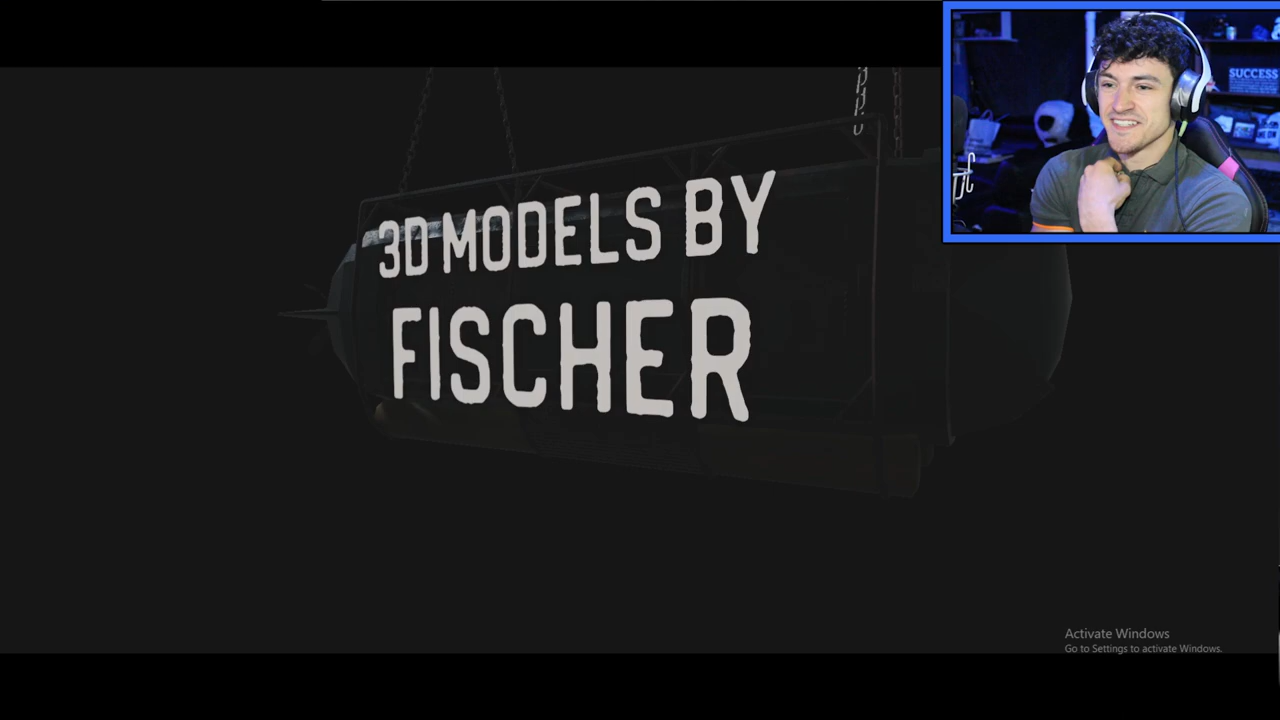 3D MODELS BY
FISCHER
SUCCESS
Activate Windows
Go to Settings to activate Windows.